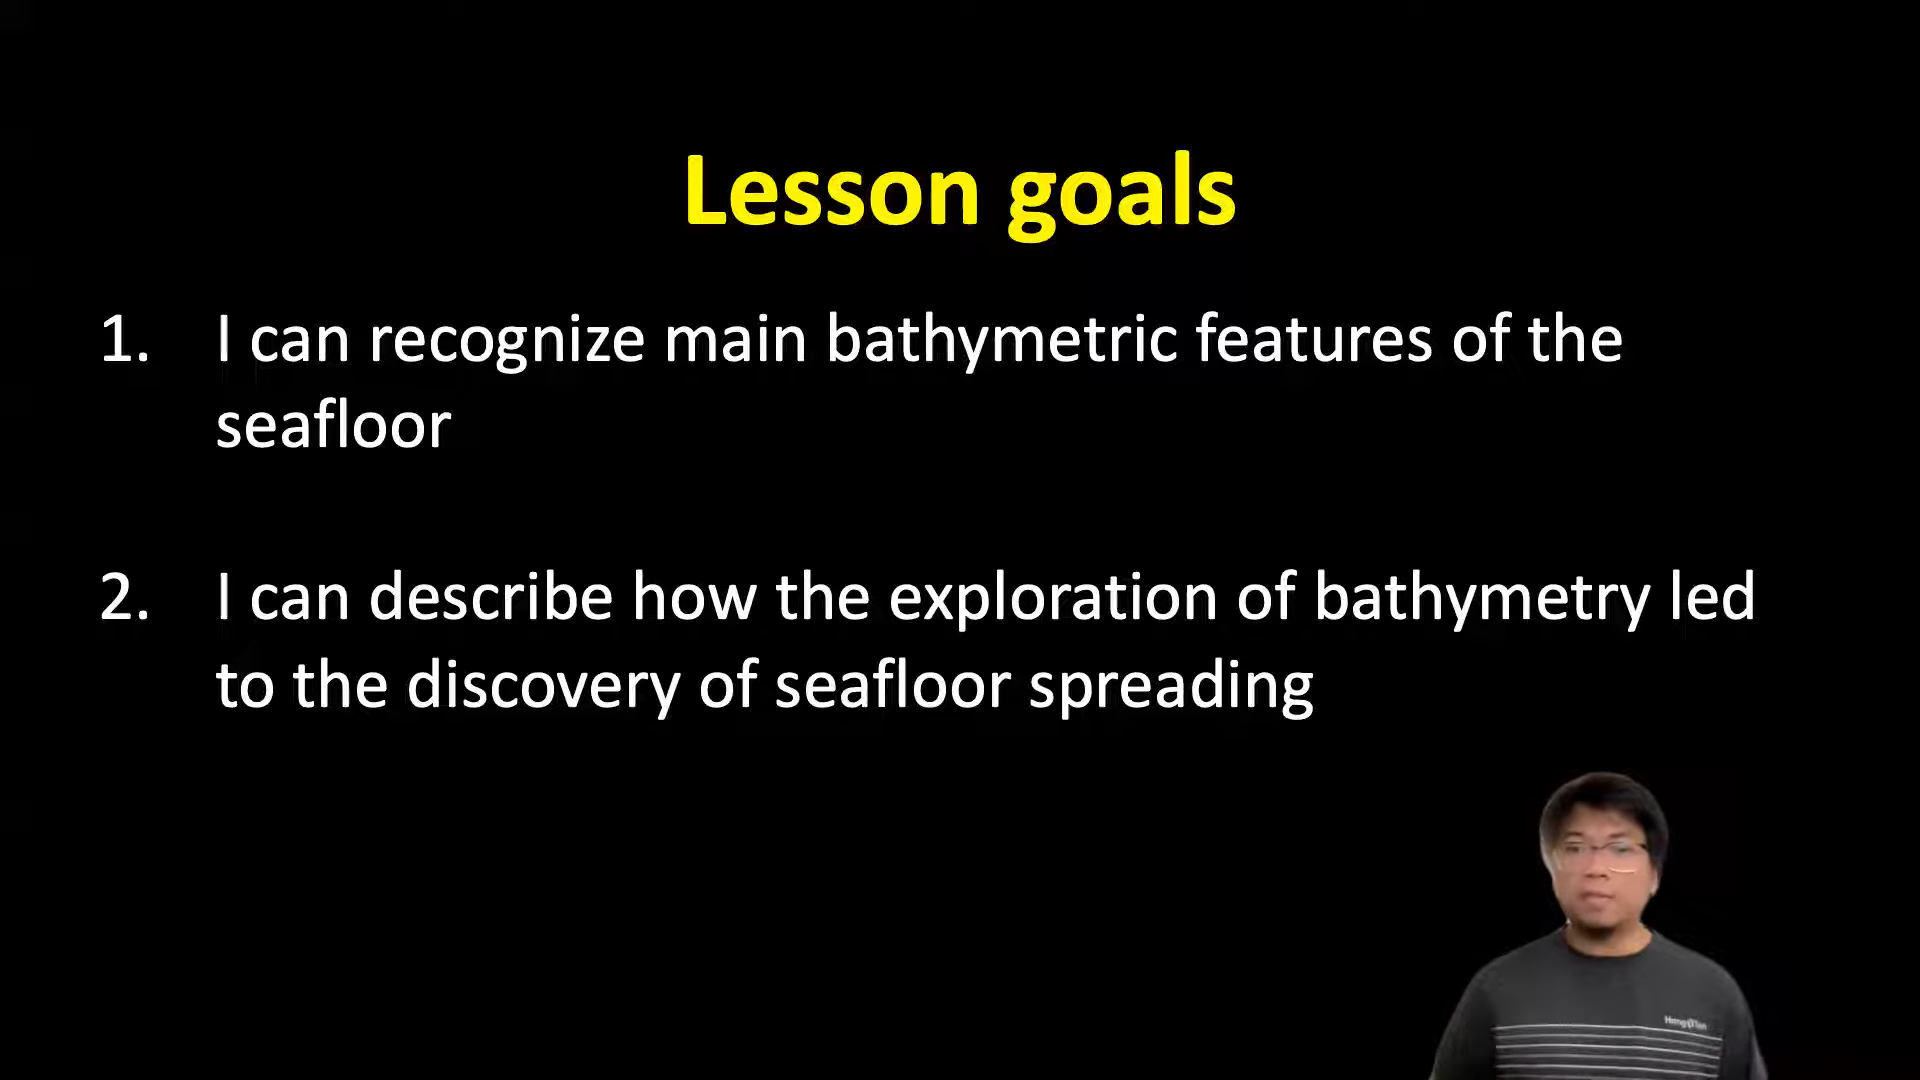 Lesson goals
1. I can recognize main bathymetric features of the
seafloor
2. I can describe how the exploration of bathymetry led
to the discovery of seafloor spreading